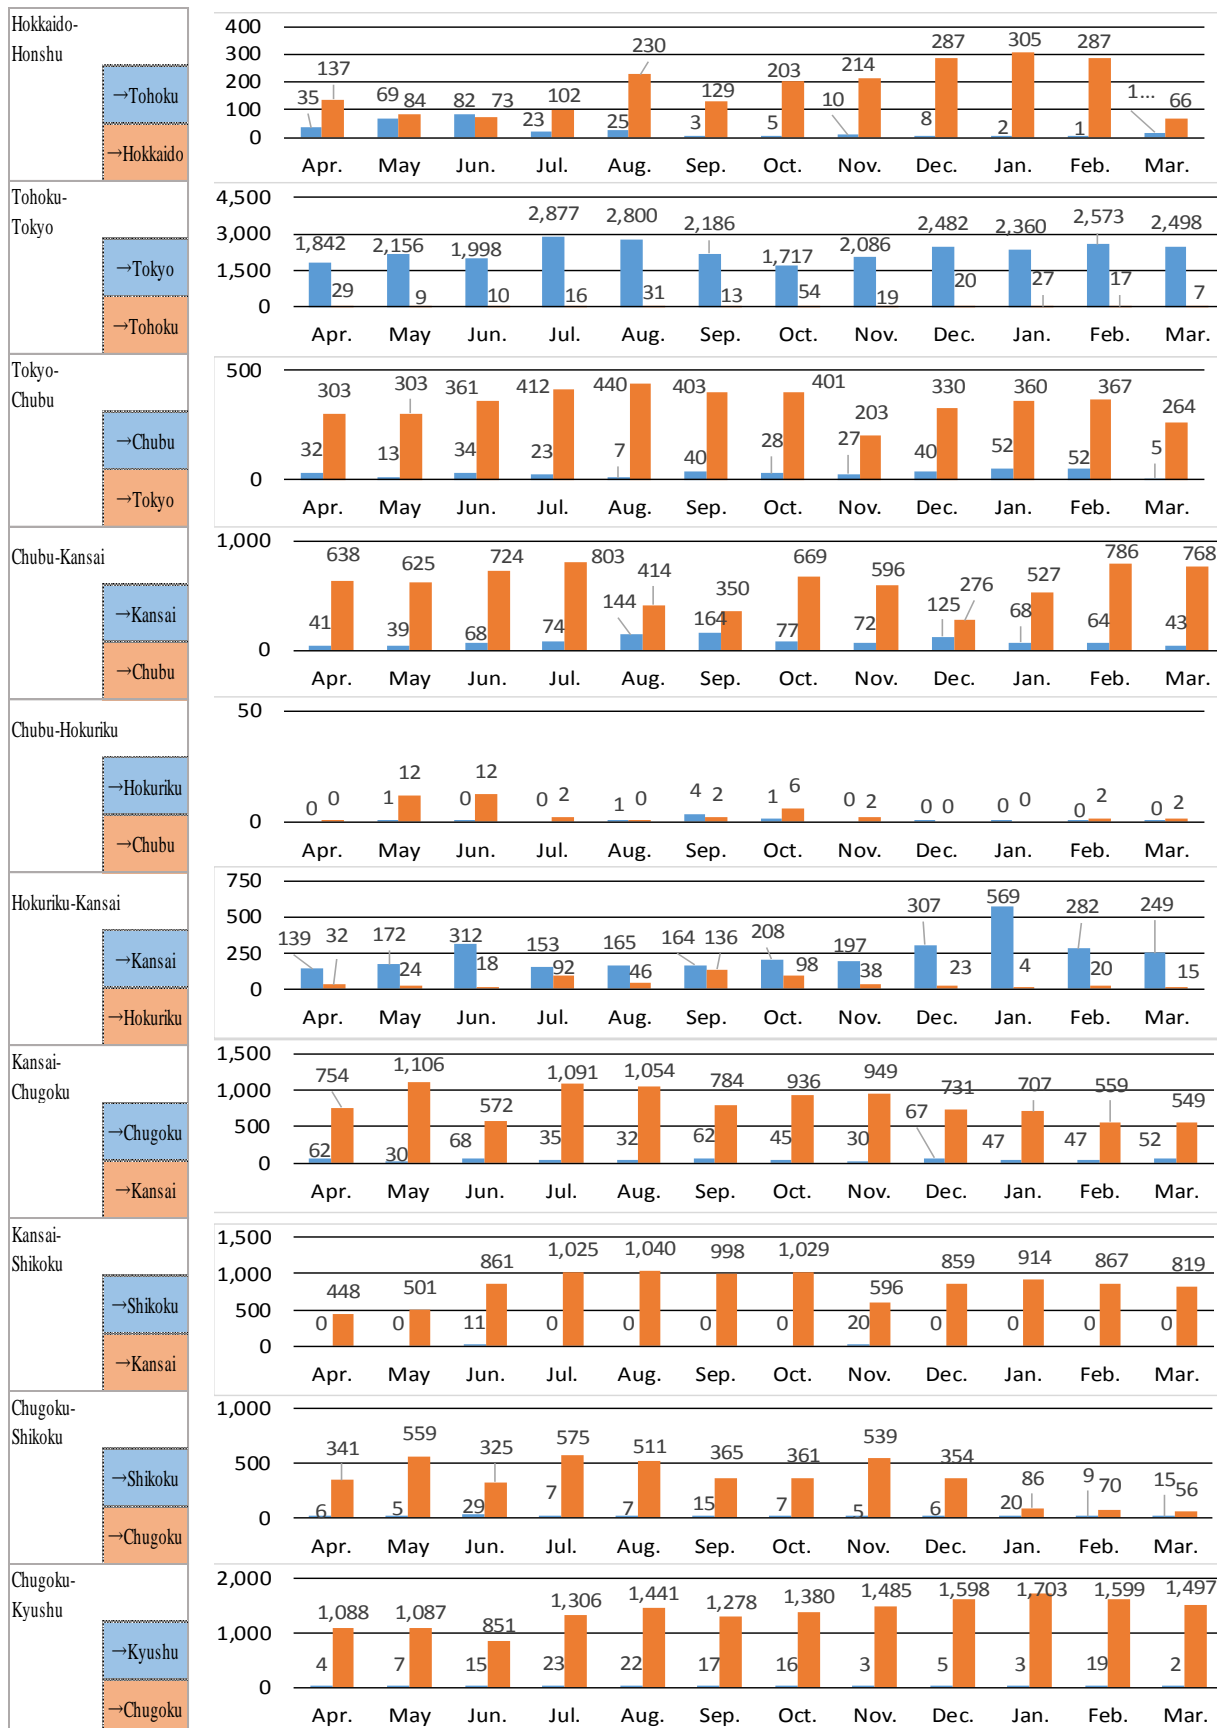 Hokkaido-
Honshu
→Tohoku
→Hokkaido
400
300
200
100
0
35 137 69 84 82 73 23 102 25 230 3 129 5 203 10 214 8 287 2 305 1 287 1... 66
Apr. May Jun. Jul. Aug. Sep. Oct. Nov. Dec. Jan. Feb. Mar.
Tohoku-
Tokyo
→Tokyo
→Tohoku
4,500
3,000
1,500
0
1,842 29 2,156 9 1,998 10 2,877 16 2,800 31 2,186 13 1,717 54 2,086 19 2,482 20 2,360 27 2,573 17 2,498 7
Apr. May Jun. Jul. Aug. Sep. Oct. Nov. Dec. Jan. Feb. Mar.
Tokyo-
Chubu
→Chubu
→Tokyo
500
0
32 303 13 303 34 361 23 412 7 440 40 403 28 401 27 203 40 330 52 360 52 367 5 264
Apr. May Jun. Jul. Aug. Sep. Oct. Nov. Dec. Jan. Feb. Mar.
Chubu-Kansai
→Kansai
→Chubu
1,000
0
41 638 39 625 68 724 74 803 144 414 164 350 77 669 72 596 125 276 68 527 64 786 43 768
Apr. May Jun. Jul. Aug. Sep. Oct. Nov. Dec. Jan. Feb. Mar.
Chubu-Hokuriku
→Hokuriku
→Chubu
50
0
0 0 1 12 0 12 0 2 1 0 4 2 1 6 0 2 0 0 0 0 0 2 0 2
Apr. May Jun. Jul. Aug. Sep. Oct. Nov. Dec. Jan. Feb. Mar.
Hokuriku-Kansai
→Kansai
→Hokuriku
750
500
250
0
139 32 172 24 312 18 153 92 165 46 164 136 208 98 197 38 307 23 569 4 282 20 249 15
Apr. May Jun. Jul. Aug. Sep. Oct. Nov. Dec. Jan. Feb. Mar.
Kansai-
Chugoku
→Chugoku
→Kansai
1,500
1,000
500
0
62 754 30 1,106 68 572 35 1,091 32 1,054 62 784 45 936 30 949 67 731 47 707 47 559 52 549
Apr. May Jun. Jul. Aug. Sep. Oct. Nov. Dec. Jan. Feb. Mar.
Kansai-
Shikoku
→Shikoku
→Kansai
1,500
1,000
500
0
0 448 0 501 11 861 0 1,025 0 1,040 0 998 0 1,029 20 596 0 859 0 914 0 867 0 819
Apr. May Jun. Jul. Aug. Sep. Oct. Nov. Dec. Jan. Feb. Mar.
Chugoku-
Shikoku
→Shikoku
→Chugoku
1,000
500
0
6 341 5 559 29 325 7 575 7 511 15 365 7 361 5 539 6 354 20 86 9 70 15 56
Apr. May Jun. Jul. Aug. Sep. Oct. Nov. Dec. Jan. Feb. Mar.
Chugoku-
Kyushu
→Kyushu
→Chugoku
2,000
1,000
0
4 1,088 7 1,087 15 851 23 1,306 22 1,441 17 1,278 16 1,380 3 1,485 5 1,598 3 1,703 19 1,599 2 1,497
Apr. May Jun. Jul. Aug. Sep. Oct. Nov. Dec. Jan. Feb. Mar.